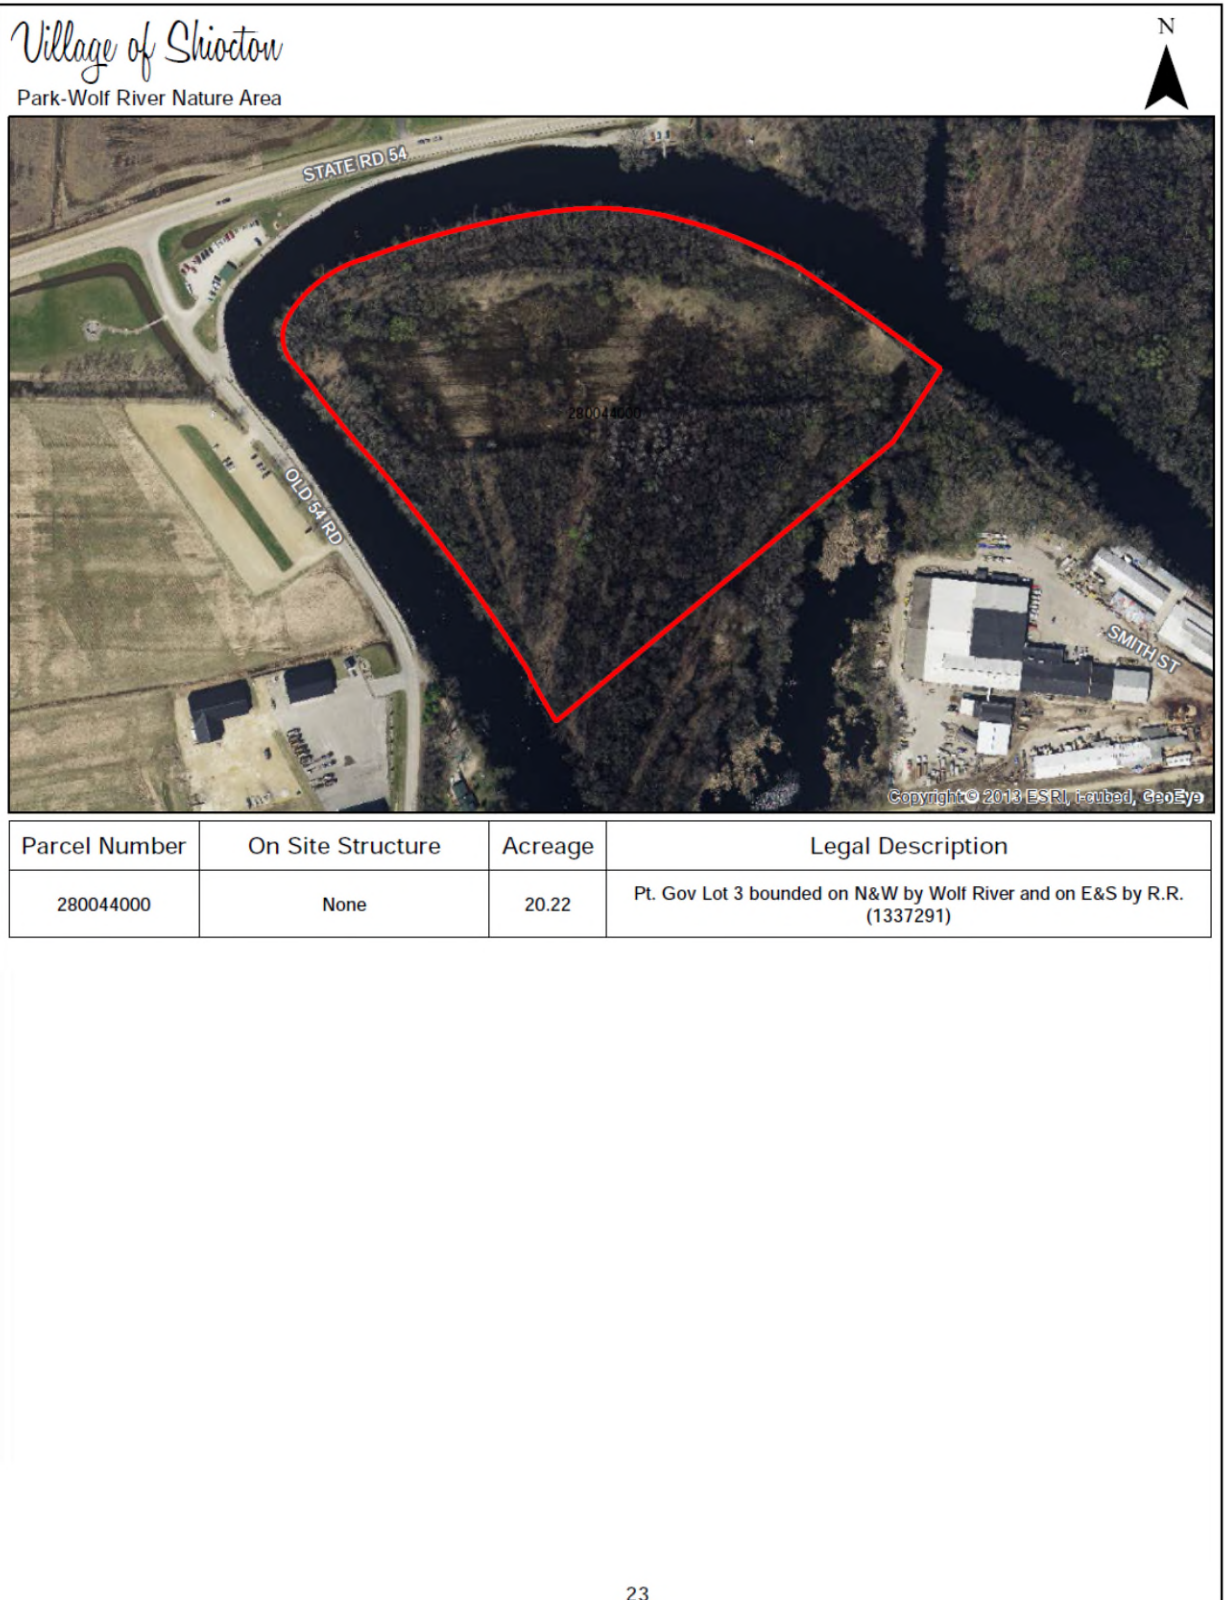 Village of Shiocton
Park-Wolf River Nature Area
N
STATE RD 54
280044000
OLD 54 RD
SMITH ST
Copyright:© 2013 ESRI, i-cubed, GeoEye
Parcel Number On Site Structure Acreage Legal Description
280044000 None 20.22 Pt. Gov Lot 3 bounded on N&W by Wolf River and on E&S by R.R.
(1337291)
23